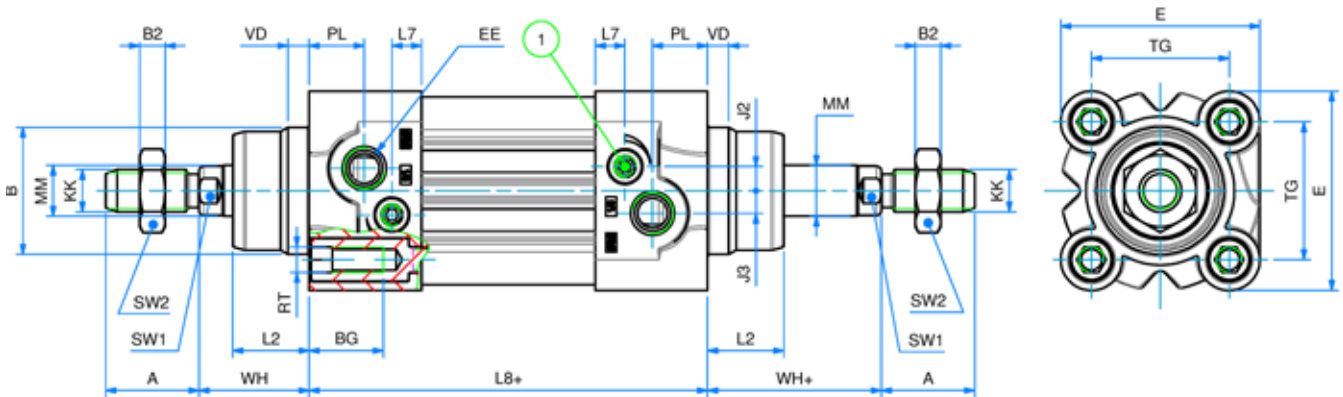 B2 VD PL L7 EE 1 L7 PL VD B2 E
TG
MM J2
B MM KK KK TG E
RT J3
SW2 SW2
SW1 L2 BG L2 SW1
A WH L8+ WH+ A